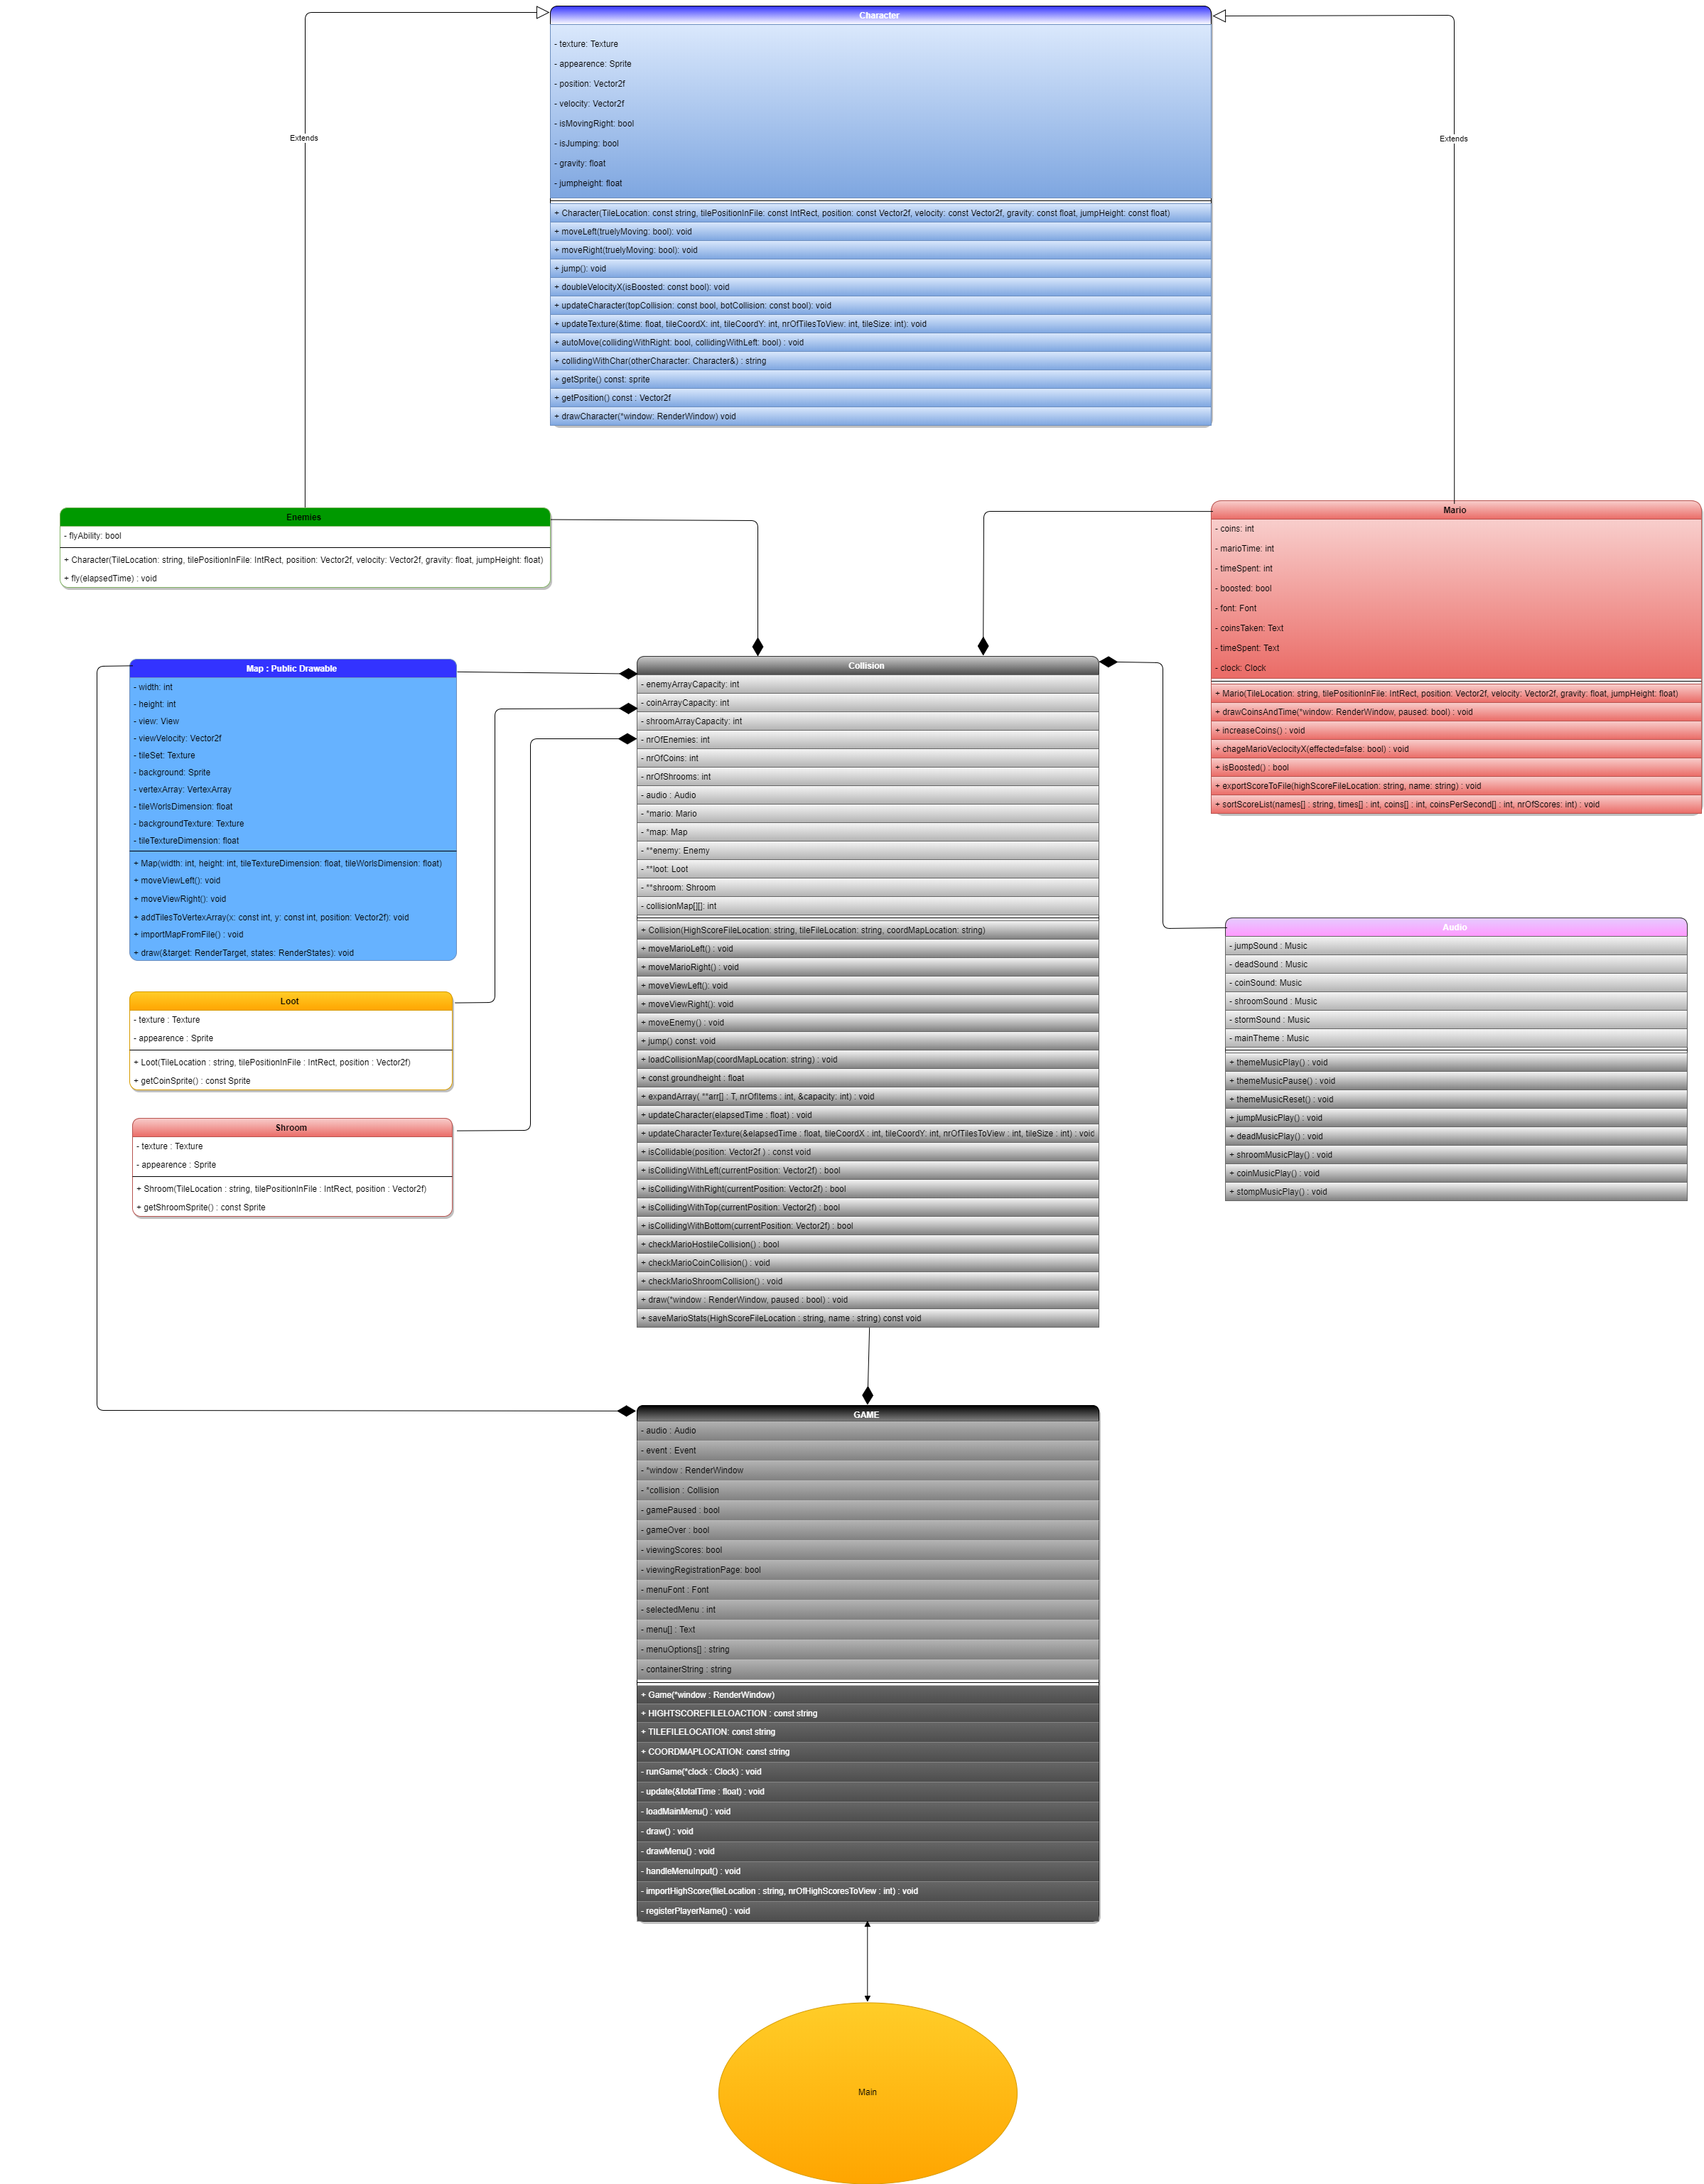 Character
- texture: Texture
- appearence: Sprite
- position: Vector2f
- velocity: Vector2f
- isMovingRight: bool
- isJumping: bool
- gravity: float
- jumpheight: float
+ Character(TileLocation: const string, tilePositionInFile: const IntRect, position: const Vector2f, velocity: const Vector2f, gravity: const float, jumpHeight: const float)
+ moveLeft(truelyMoving: bool): void
+ moveRight(truelyMoving: bool): void
+ jump(): void
+ doubleVelocityX(isBoosted: const bool): void
+ updateCharacter(topCollision: const bool, botCollision: const bool): void
+ updateTexture(&time: float, tileCoordX: int, tileCoordY: int, nrOfTilesToView: int, tileSize: int): void
+ autoMove(collidingWithRight: bool, collidingWithLeft: bool) : void
+ collidingWithChar(otherCharacter: Character&) : string
+ getSprite() const: sprite
+ getPosition() const : Vector2f
+ drawCharacter(*window: RenderWindow) void
Extends
Extends
Enemies
- flyAbility: bool
+ Character(TileLocation: string, tilePositionInFile: IntRect, position: Vector2f, velocity: Vector2f, gravity: float, jumpHeight: float)
+ fly(elapsedTime) : void
Mario
- coins: int
- marioTime: int
- timeSpent: int
- boosted: bool
- font: Font
- coinsTaken: Text
- timeSpent: Text
- clock: Clock
+ Mario(TileLocation: string, tilePositionInFile: IntRect, position: Vector2f, velocity: Vector2f, gravity: float, jumpHeight: float)
+ drawCoinsAndTime(*window: RenderWindow, paused: bool) : void
+ increaseCoins() : void
+ chageMarioVeclocityX(effected=false: bool) : void
+ isBoosted() : bool
+ exportScoreToFile(highScoreFileLocation: string, name: string) : void
+ sortScoreList(names[] : string, times[] : int, coins[] : int, coinsPerSecond[] : int, nrOfScores: int) : void
Map : Public Drawable
- width: int
- height: int
- view: View
- viewVelocity: Vector2f
- tileSet: Texture
- background: Sprite
- vertexArray: VertexArray
- tileWorlsDimension: float
- backgroundTexture: Texture
- tileTextureDimension: float
+ Map(width: int, height: int, tileTextureDimension: float, tileWorlsDimension: float)
+ moveViewLeft(): void
+ moveViewRight(): void
+ addTilesToVertexArray(x: const int, y: const int, position: Vector2f): void
+ importMapFromFile() : void
+ draw(&target: RenderTarget, states: RenderStates): void
Loot
- texture : Texture
- appearence : Sprite
+ Loot(TileLocation : string, tilePositionInFile : IntRect, position : Vector2f)
+ getCoinSprite() : const Sprite
Shroom
- texture : Texture
- appearence : Sprite
+ Shroom(TileLocation : string, tilePositionInFile : IntRect, position : Vector2f)
+ getShroomSprite() : const Sprite
Collision
- enemyArrayCapacity: int
- coinArrayCapacity: int
- shroomArrayCapacity: int
- nrOfEnemies: int
- nrOfCoins: int
- nrOfShrooms: int
- audio : Audio
- *mario: Mario
- *map: Map
- **enemy: Enemy
- **loot: Loot
- **shroom: Shroom
- collisionMap[][]: int
+ Collision(HighScoreFileLocation: string, tileFileLocation: string, coordMapLocation: string)
+ moveMarioLeft() : void
+ moveMarioRight() : void
+ moveViewLeft(): void
+ moveViewRight(): void
+ moveEnemy() : void
+ jump() const: void
+ loadCollisionMap(coordMapLocation: string) : void
+ const groundheight : float
+ expandArray( **arr[] : T, nrOfItems : int, &capacity: int) : void
+ updateCharacter(elapsedTime : float) : void
+ updateCharacterTexture(&elapsedTime : float, tileCoordX : int, tileCoordY: int, nrOfTilesToView : int, tileSize : int) : void
+ isCollidable(position: Vector2f ) : const void
+ isCollidingWithLeft(currentPosition: Vector2f) : bool
+ isCollidingWithRight(currentPosition: Vector2f) : bool
+ isCollidingWithTop(currentPosition: Vector2f) : bool
+ isCollidingWithBottom(currentPosition: Vector2f) : bool
+ checkMarioHostileCollision() : bool
+ checkMarioCoinCollision() : void
+ checkMarioShroomCollision() : void
+ draw(*window : RenderWindow, paused : bool) : void
+ saveMarioStats(HighScoreFileLocation : string, name : string) const void
Audio
- jumpSound : Music
- deadSound : Music
- coinSound: Music
- shroomSound : Music
- stormSound : Music
- mainTheme : Music
+ themeMusicPlay() : void
+ themeMusicPause() : void
+ themeMusicReset() : void
+ jumpMusicPlay() : void
+ deadMusicPlay() : void
+ shroomMusicPlay() : void
+ coinMusicPlay() : void
+ stompMusicPlay() : void
GAME
- audio : Audio
- event : Event
- *window : RenderWindow
- *collision : Collision
- gamePaused : bool
- gameOver : bool
- viewingScores: bool
- viewingRegistrationPage: bool
- menuFont : Font
- selectedMenu : int
- menu[] : Text
- menuOptions[] : string
- containerString : string
+ Game(*window : RenderWindow)
+ HIGHTSCOREFILELOACTION : const string
+ TILEFILELOCATION: const string
+ COORDMAPLOCATION: const string
- runGame(*clock : Clock) : void
- update(&totalTime : float) : void
- loadMainMenu() : void
- draw() : void
- drawMenu() : void
- handleMenuInput() : void
- importHighScore(fileLocation : string, nrOfHighScoresToView : int) : void
- registerPlayerName() : void
Main